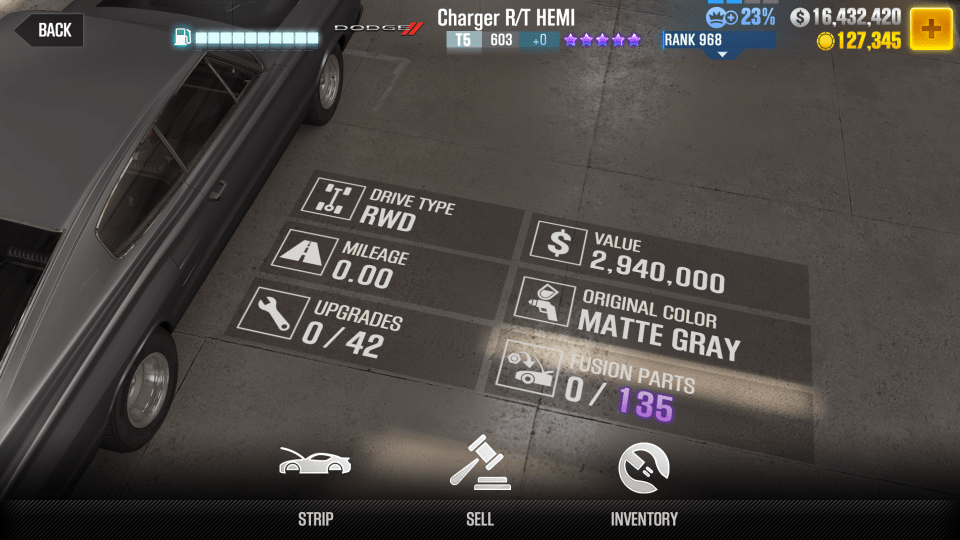 BACK
DODGE
Charger R/T HEMI
T5 603 +0
23%
RANK 968
$ 16,432,420
127,345
DRIVE TYPE
RWD
MILEAGE
0.00
UPGRADES
0 / 42
$ VALUE
2,940,000
ORIGINAL COLOR
MATTE GRAY
FUSION PARTS
0 / 135
STRIP
SELL
INVENTORY